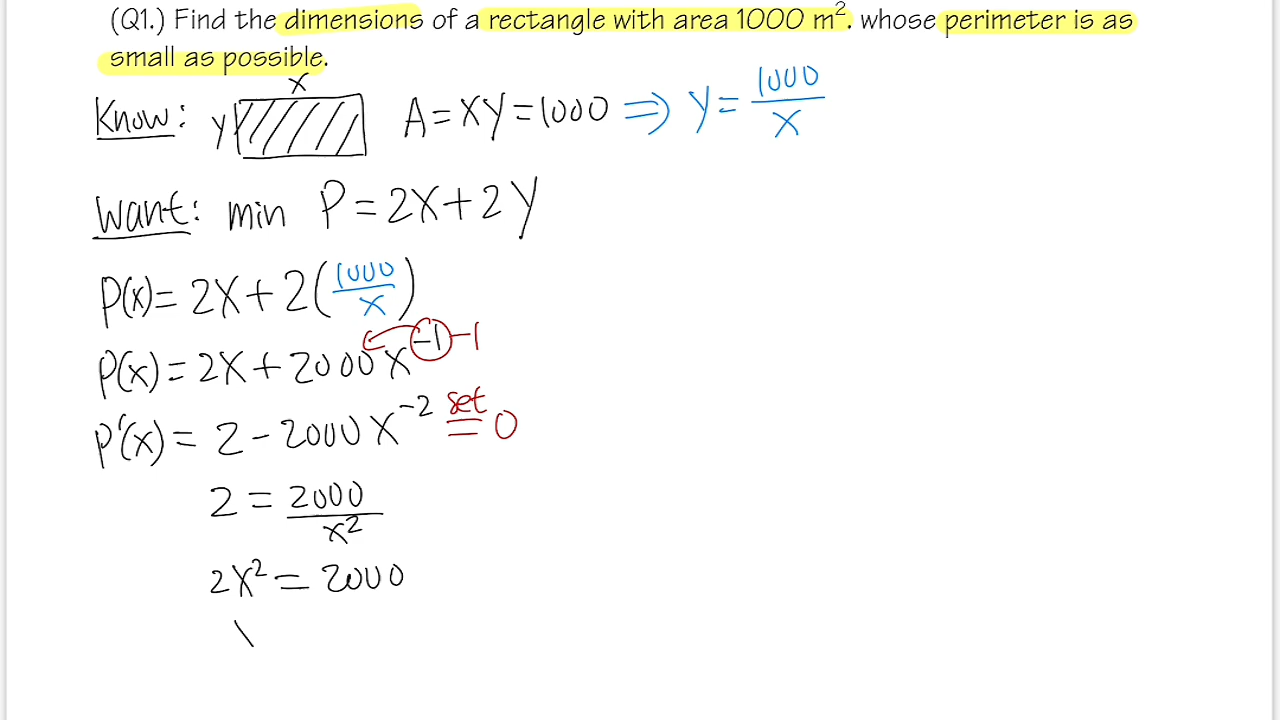 (Q1.) Find the dimensions of a rectangle with area 1000 m². whose perimeter is as
small as possible.
x
Know: y A = xy = 1000 ⟹ y = 1000/x
Want: min P = 2x + 2y
P(x) = 2x + 2(1000/x)
P(x) = 2x + 2000x⁻¹ −1
P'(x) = 2 − 2000x⁻² set = 0
2 = 2000/x²
2x² = 2000
\